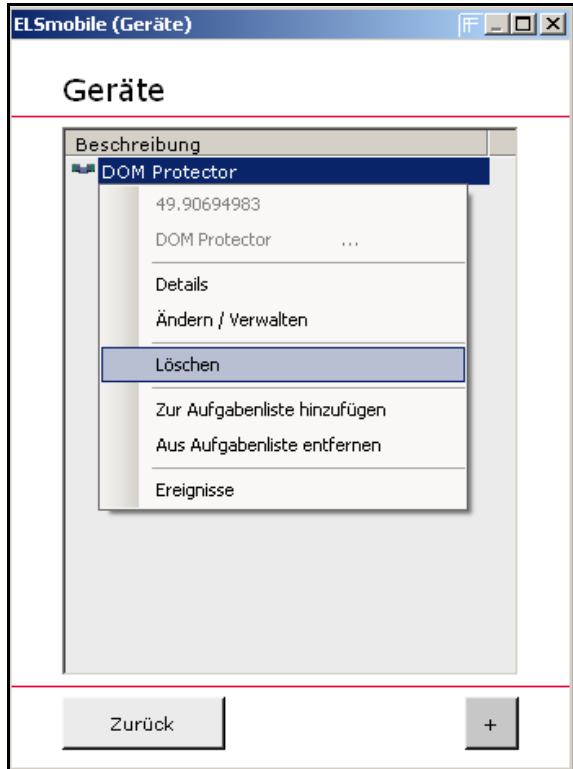 ELSmobile (Geräte)
Geräte
Beschreibung
DOM Protector
49.90694983
DOM Protector ...
Details
Ändern / Verwalten
Löschen
Zur Aufgabenliste hinzufügen
Aus Aufgabenliste entfernen
Ereignisse
Zurück
+